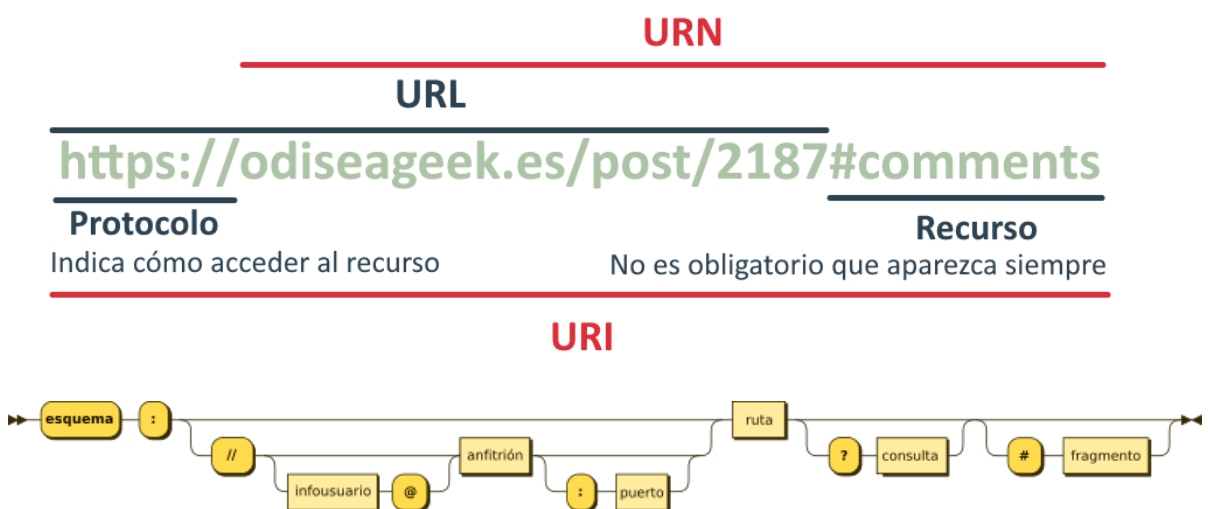 URN
URL
https://odiseageek.es/post/2187#comments
Protocolo
Recurso
Indica cómo acceder al recurso
No es obligatorio que aparezca siempre
URI
esquema : ruta
// anfitrión ? consulta # fragmento
infousuario @ : puerto